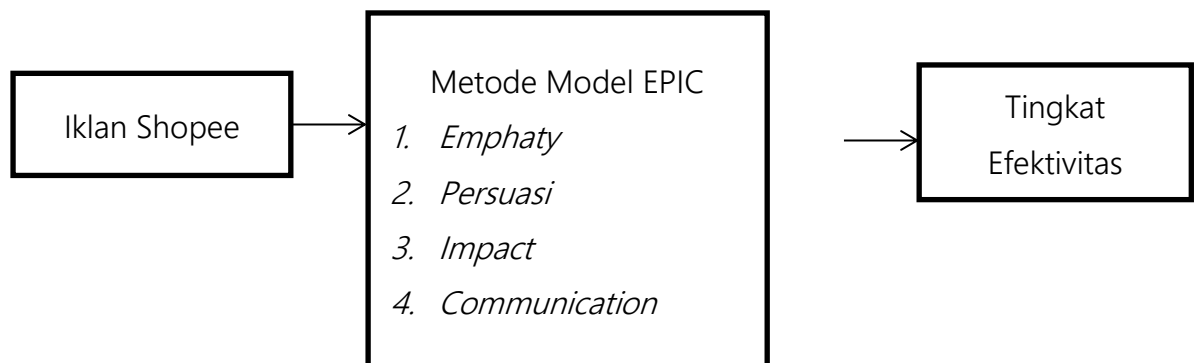 Iklan Shopee
Metode Model EPIC
1. Emphaty
2. Persuasi
3. Impact
4. Communication
Tingkat
Efektivitas